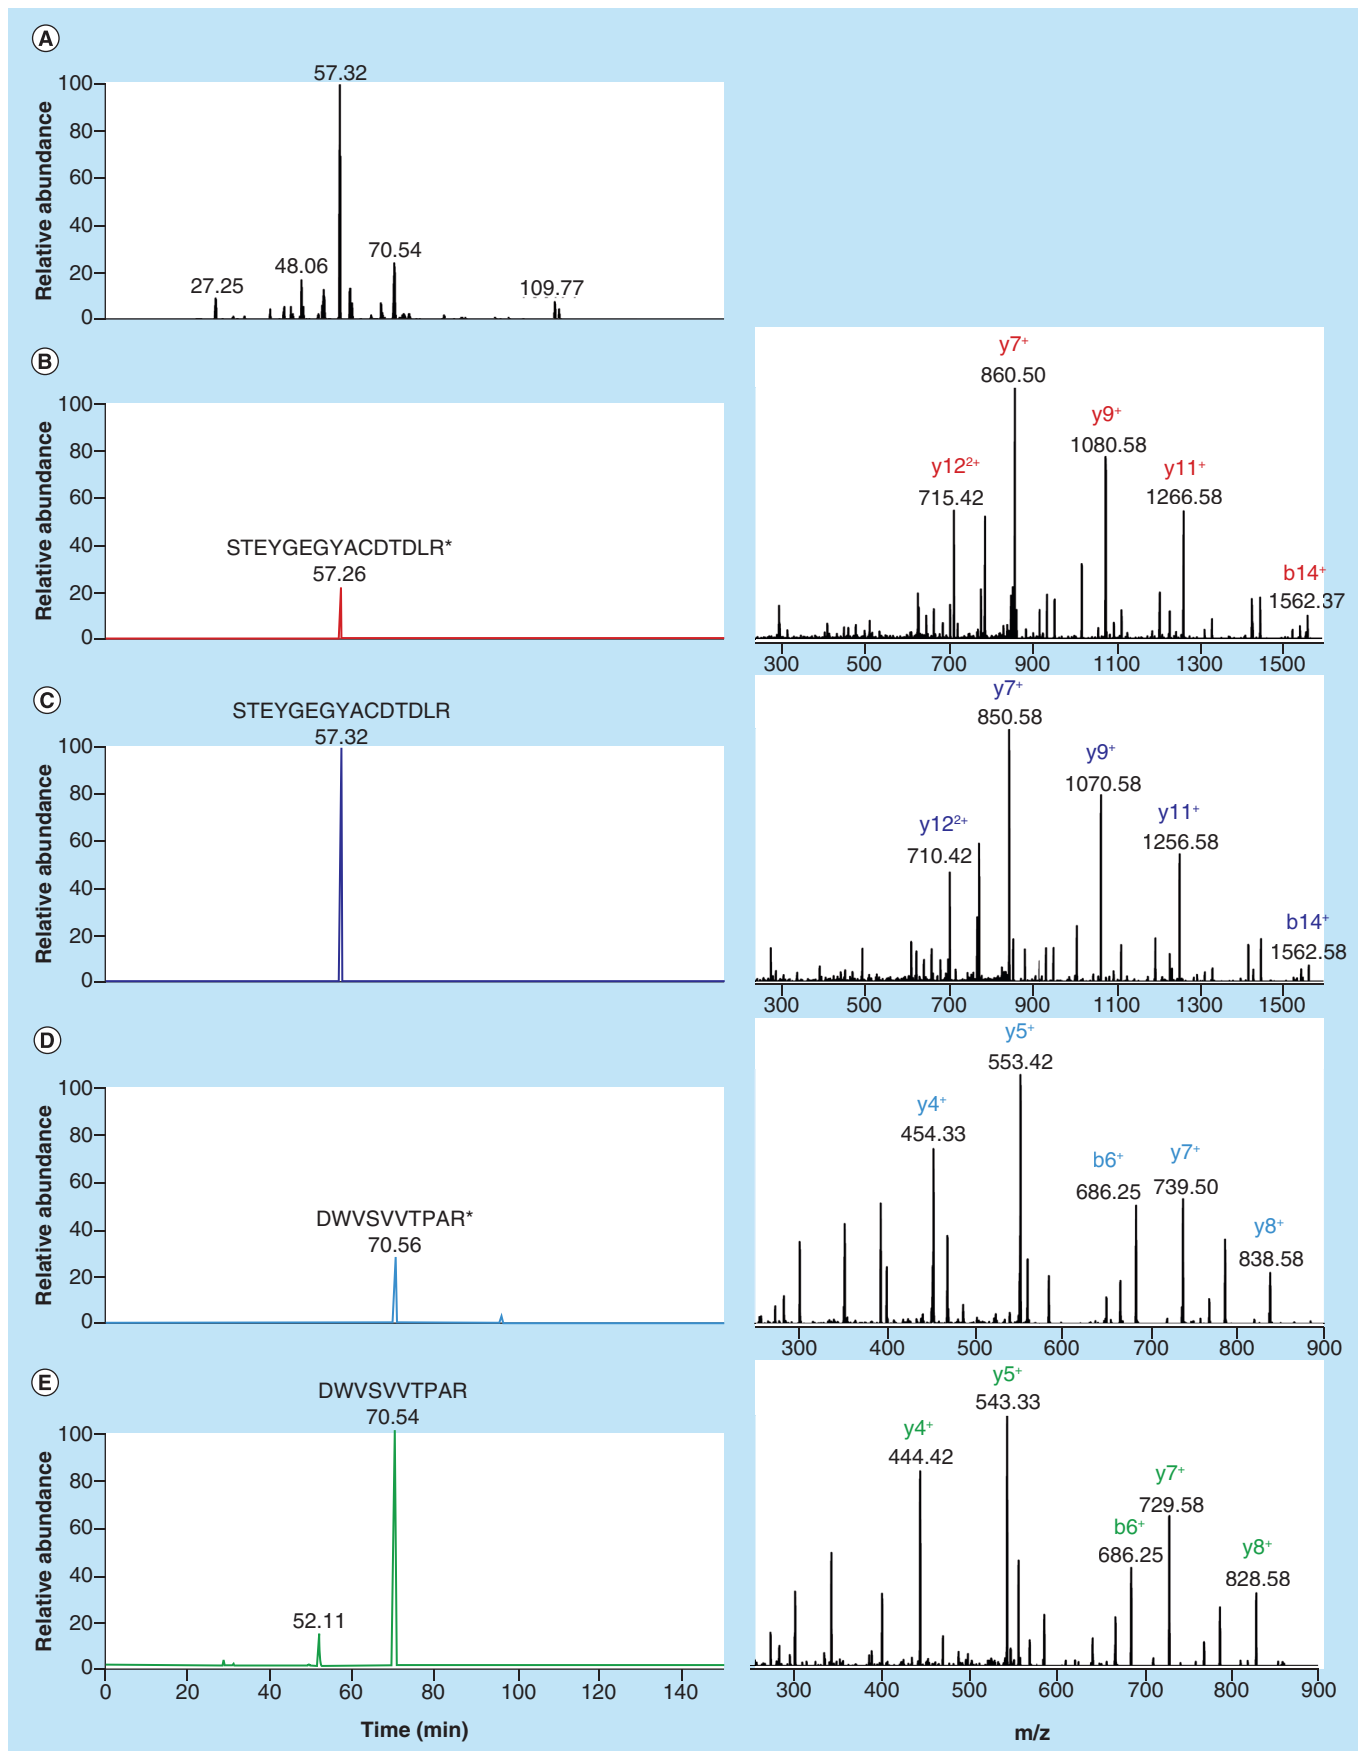 A
Relative abundance
100
80
60
40
20
0
57.32
27.25
48.06
70.54
109.77
B
Relative abundance
100
80
60
40
20
0
STEYGEGYACDTDLR*
57.26
y7+
860.50
y9+
1080.58
y122+
715.42
y11+
1266.58
b14+
1562.37
300 500 700 900 1100 1300 1500
C
Relative abundance
100
80
60
40
20
0
STEYGEGYACDTDLR
57.32
y7+
850.58
y9+
1070.58
y122+
710.42
y11+
1256.58
b14+
1562.58
300 500 700 900 1100 1300 1500
D
Relative abundance
100
80
60
40
20
0
DWVSVVTPAR*
70.56
y5+
553.42
y4+
454.33
b6+
686.25
y7+
739.50
y8+
838.58
300 400 500 600 700 800 900
E
Relative abundance
100
80
60
40
20
0
DWVSVVTPAR
70.54
52.11
0 20 40 60 80 100 120 140
Time (min)
y5+
543.33
y4+
444.42
y7+
729.58
b6+
686.25
y8+
828.58
300 400 500 600 700 800 900
m/z